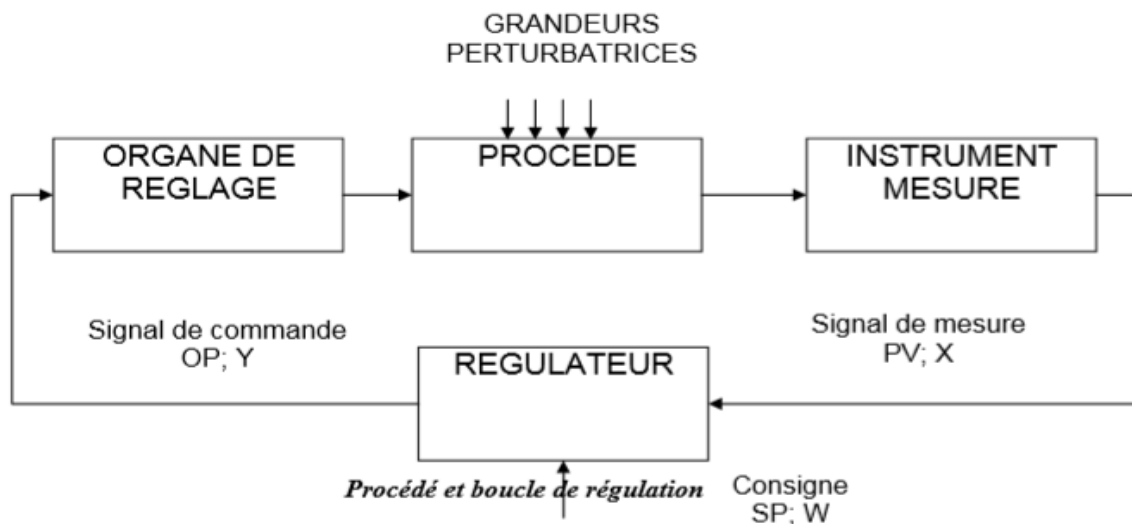 GRANDEURS
PERTURBATRICES
ORGANE DE
REGLAGE
PROCEDE
INSTRUMENT
MESURE
Signal de commande
OP; Y
Signal de mesure
PV; X
REGULATEUR
Procédé et boucle de régulation
Consigne
SP; W